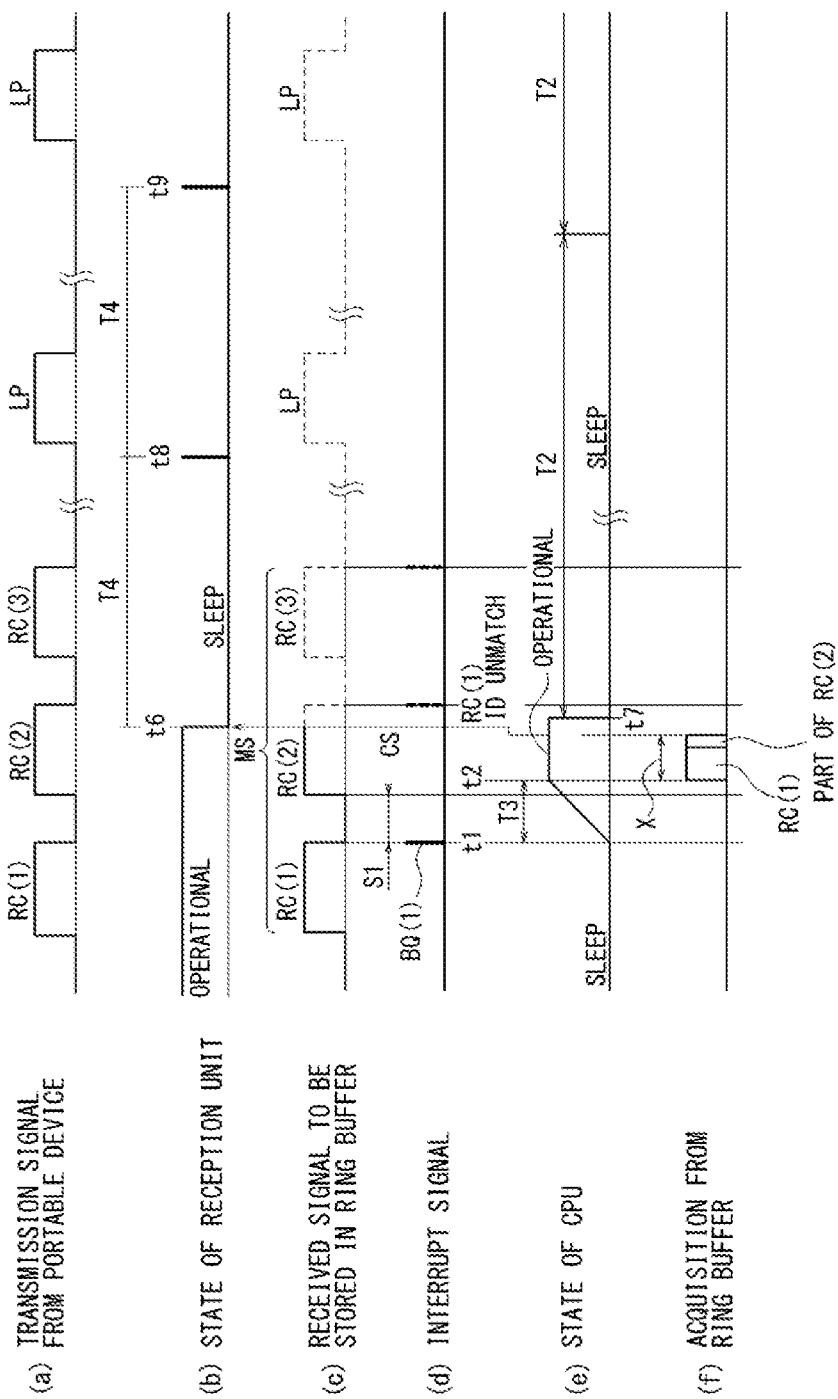 (a) TRANSMISSION SIGNAL
FROM PORTABLE DEVICE
RC(1)
RC(2)
RC(3)
LP
LP
(b) STATE OF RECEPTION UNIT
OPERATIONAL
t6
T4
SLEEP
t8
T4
t9
(c) RECEIVED SIGNAL TO BE
STORED IN RING BUFFER
MS
RC(1)
RC(2)
RC(3)
LP
LP
S1
CS
(d) INTERRUPT SIGNAL
BQ(1)
t1
t2
RC(1)
ID UNMATCH
(e) STATE OF CPU
SLEEP
T3
OPERATIONAL
t7
T2
SLEEP
T2
(f) ACQUISITION FROM
RING BUFFER
X
RC(1)
PART OF RC(2)